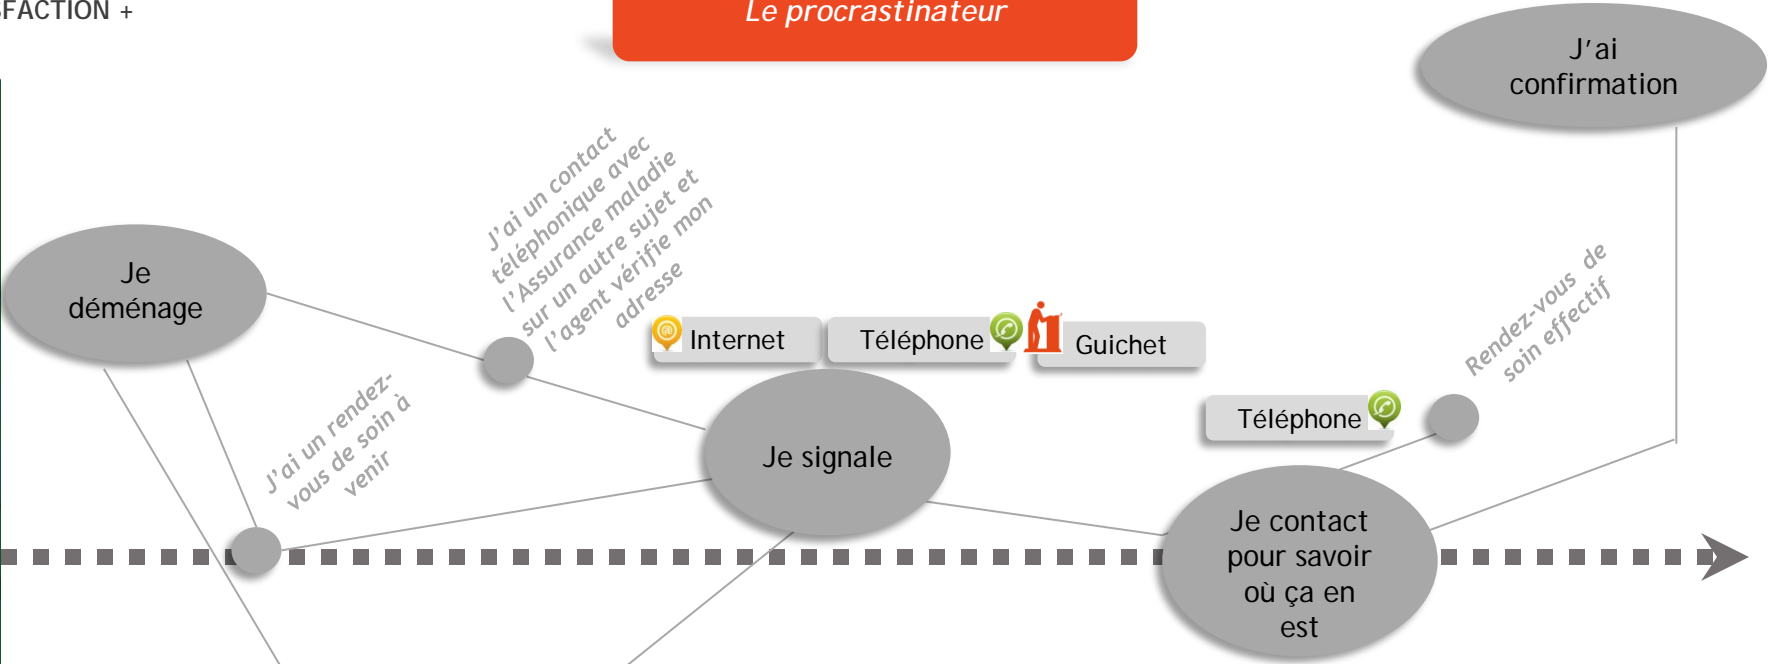 SFACTION +
Le procrastinateur
J'ai
confirmation
J'ai un contact
téléphonique avec
l'Assurance maladie
sur un autre sujet et
l'agent vérifie mon
adresse
Je
déménage
Rendez-vous de
soin effectif
Internet
Téléphone
Guichet
J'ai un rendez-
vous de soin à
venir
Téléphone
Je signale
Je contact
pour savoir
où ça en
est